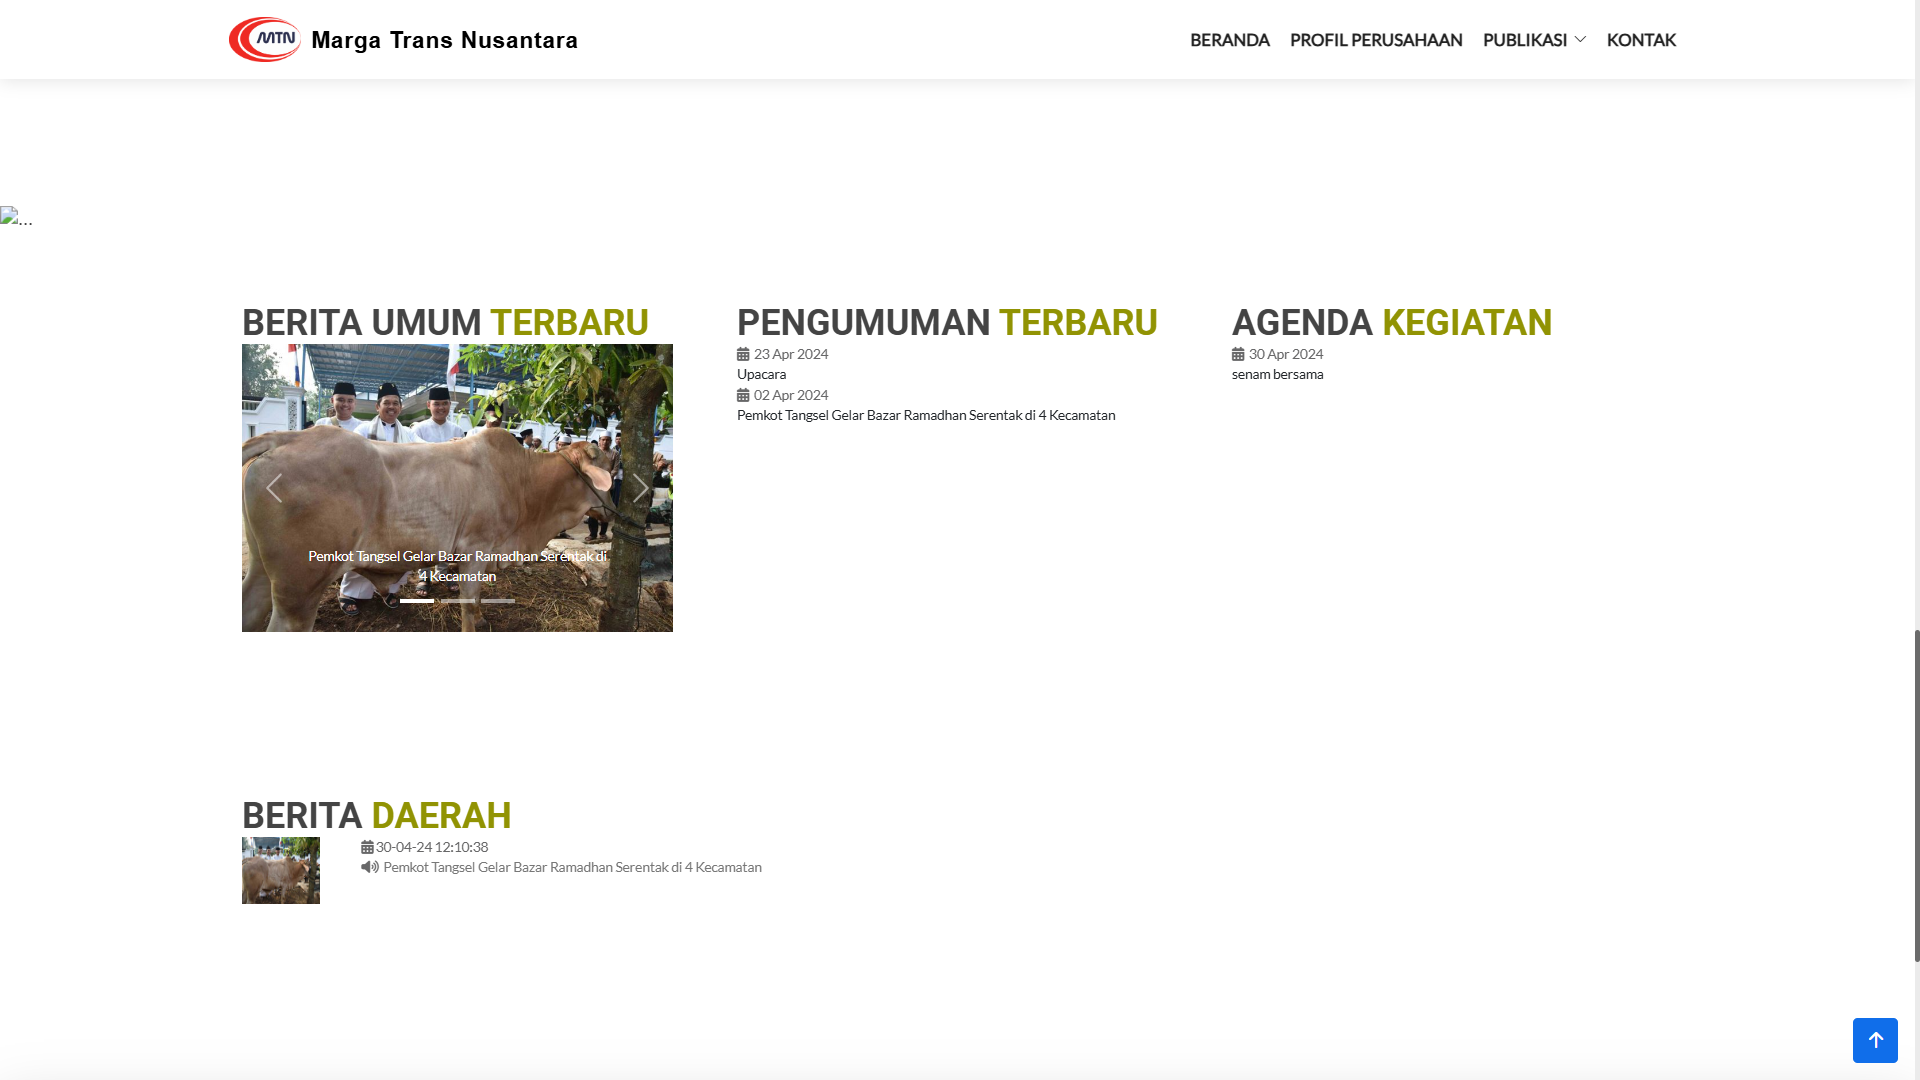 MTN Marga Trans Nusantara
BERANDA PROFIL PERUSAHAAN PUBLIKASI KONTAK
...
BERITA UMUM TERBARU
Pemkot Tangsel Gelar Bazar Ramadhan Serentak di
4 Kecamatan
PENGUMUMAN TERBARU
23 Apr 2024
Upacara
02 Apr 2024
Pemkot Tangsel Gelar Bazar Ramadhan Serentak di 4 Kecamatan
AGENDA KEGIATAN
30 Apr 2024
senam bersama
BERITA DAERAH
30-04-24 12:10:38
Pemkot Tangsel Gelar Bazar Ramadhan Serentak di 4 Kecamatan